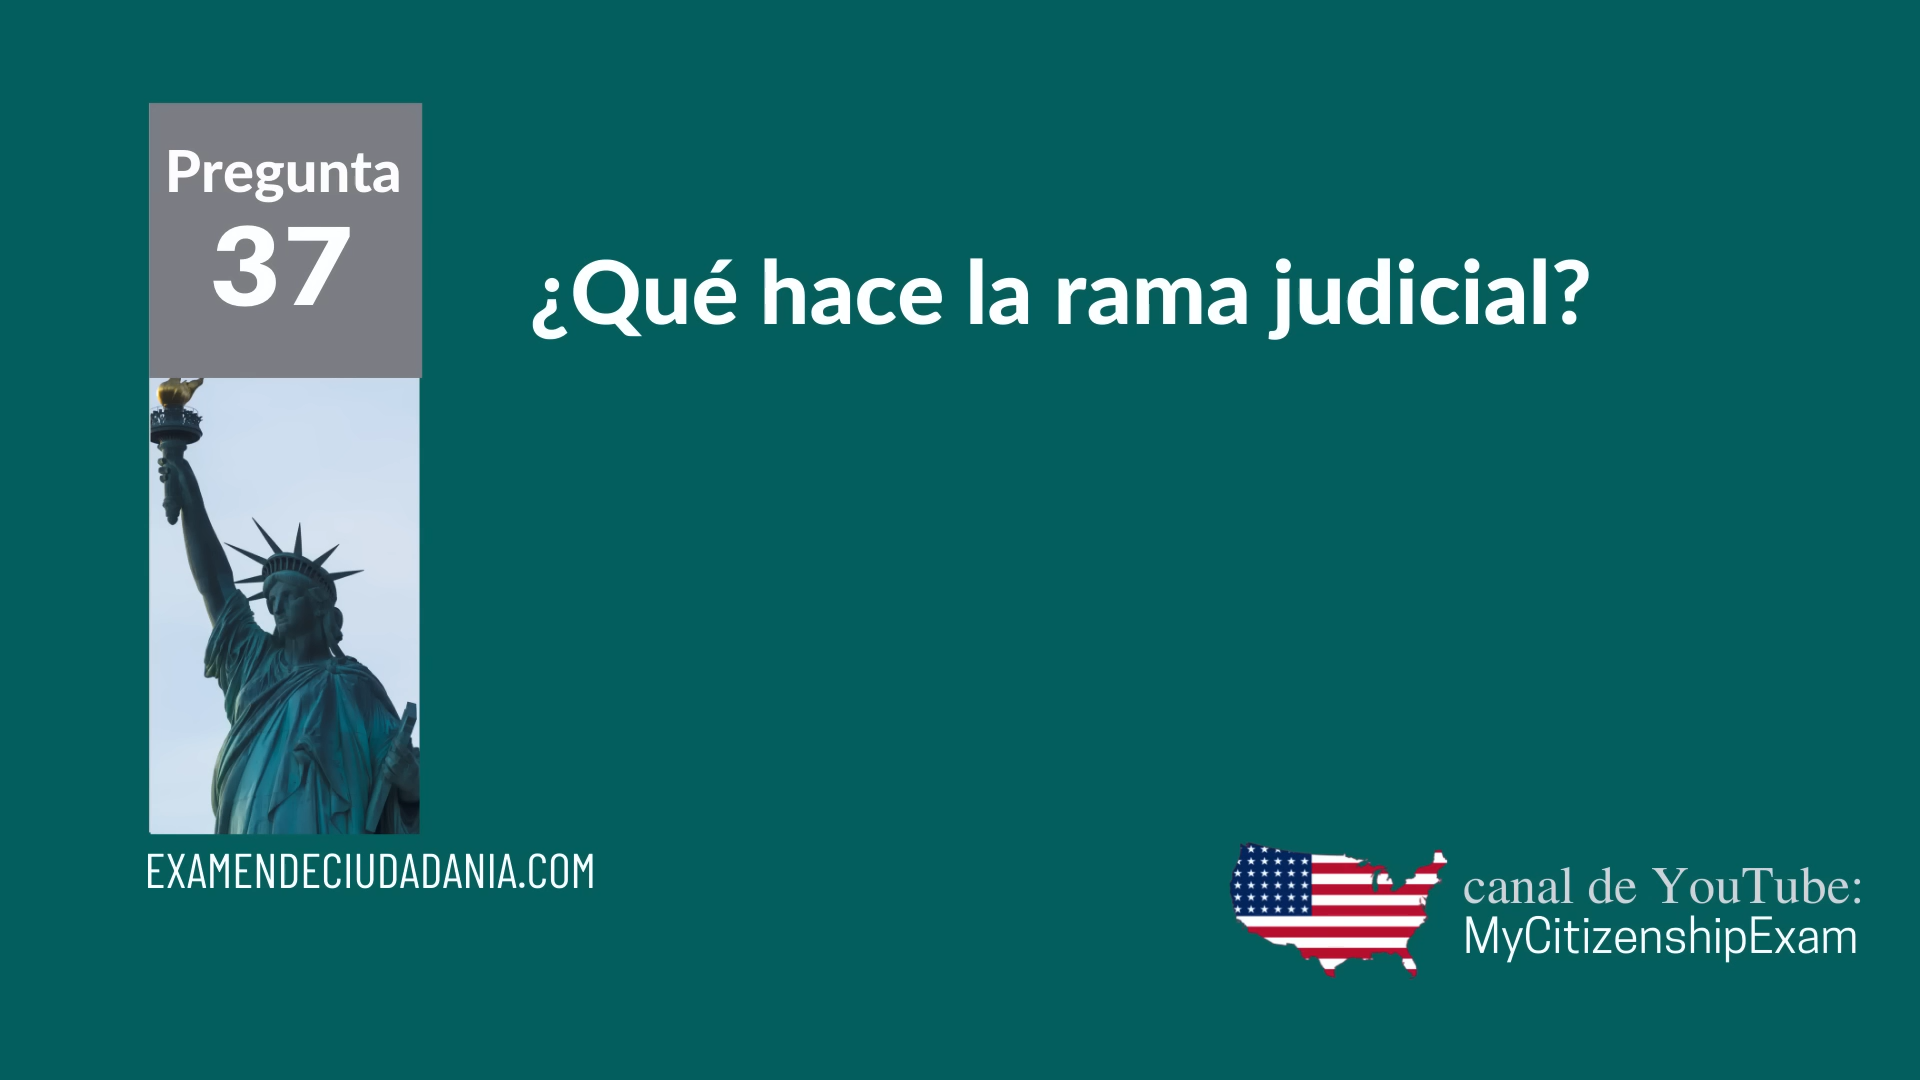 Pregunta
37
¿Qué hace la rama judicial?
EXAMENDECIUDADANIA.COM
canal de YouTube:
MyCitizenshipExam